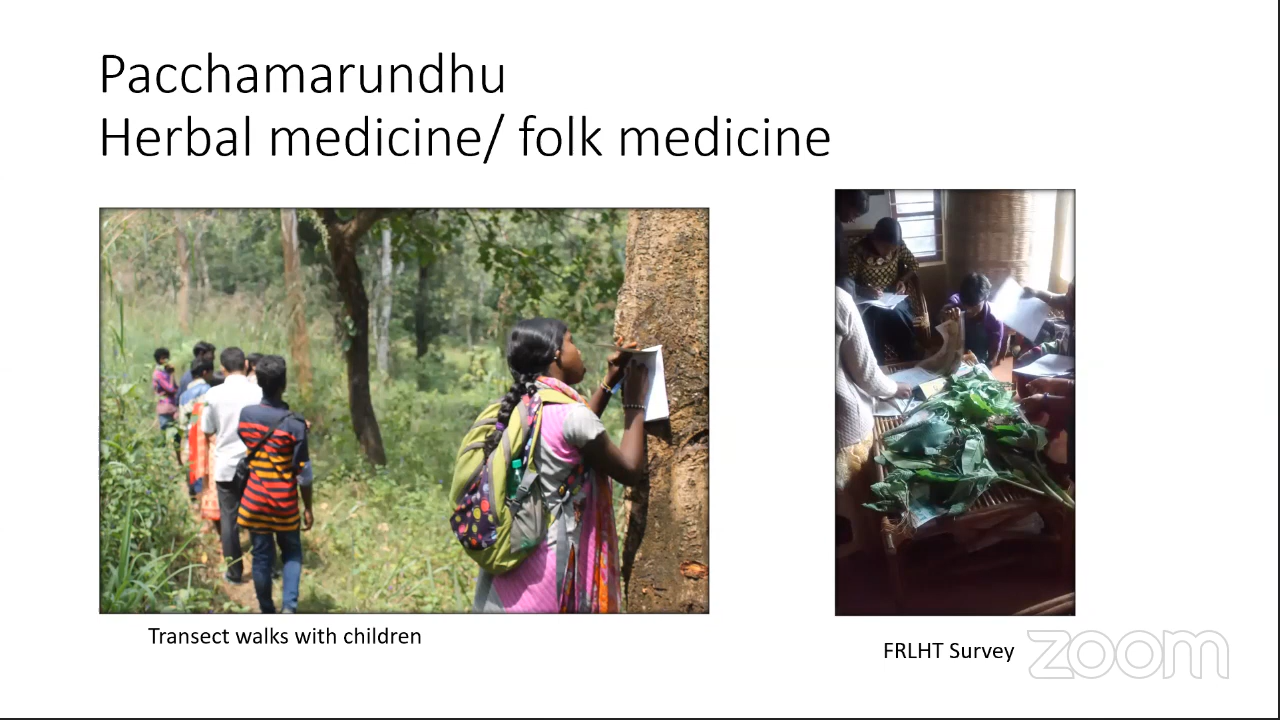 Pacchamarundhu
Herbal medicine/ folk medicine
Transect walks with children
FRLHT Survey
zoom